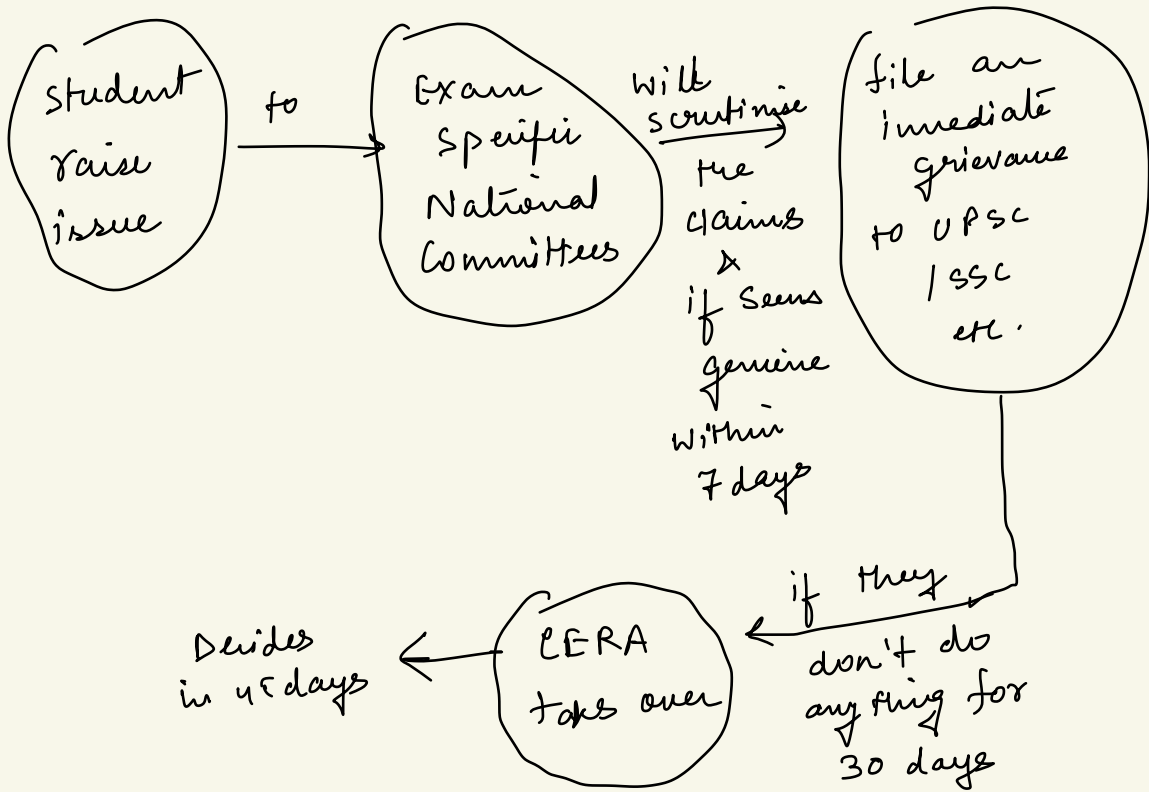 student
raise
issue
to
Exam
Specific
National
Committees
will
scrutinise
the
claims
&
if seems
genuine
within
7 days
file an
immediate
grievance
to UPSC
/ SSC
etc.
if they
don't do
anything for
30 days
CERA
takes over
Decides
in 45 days